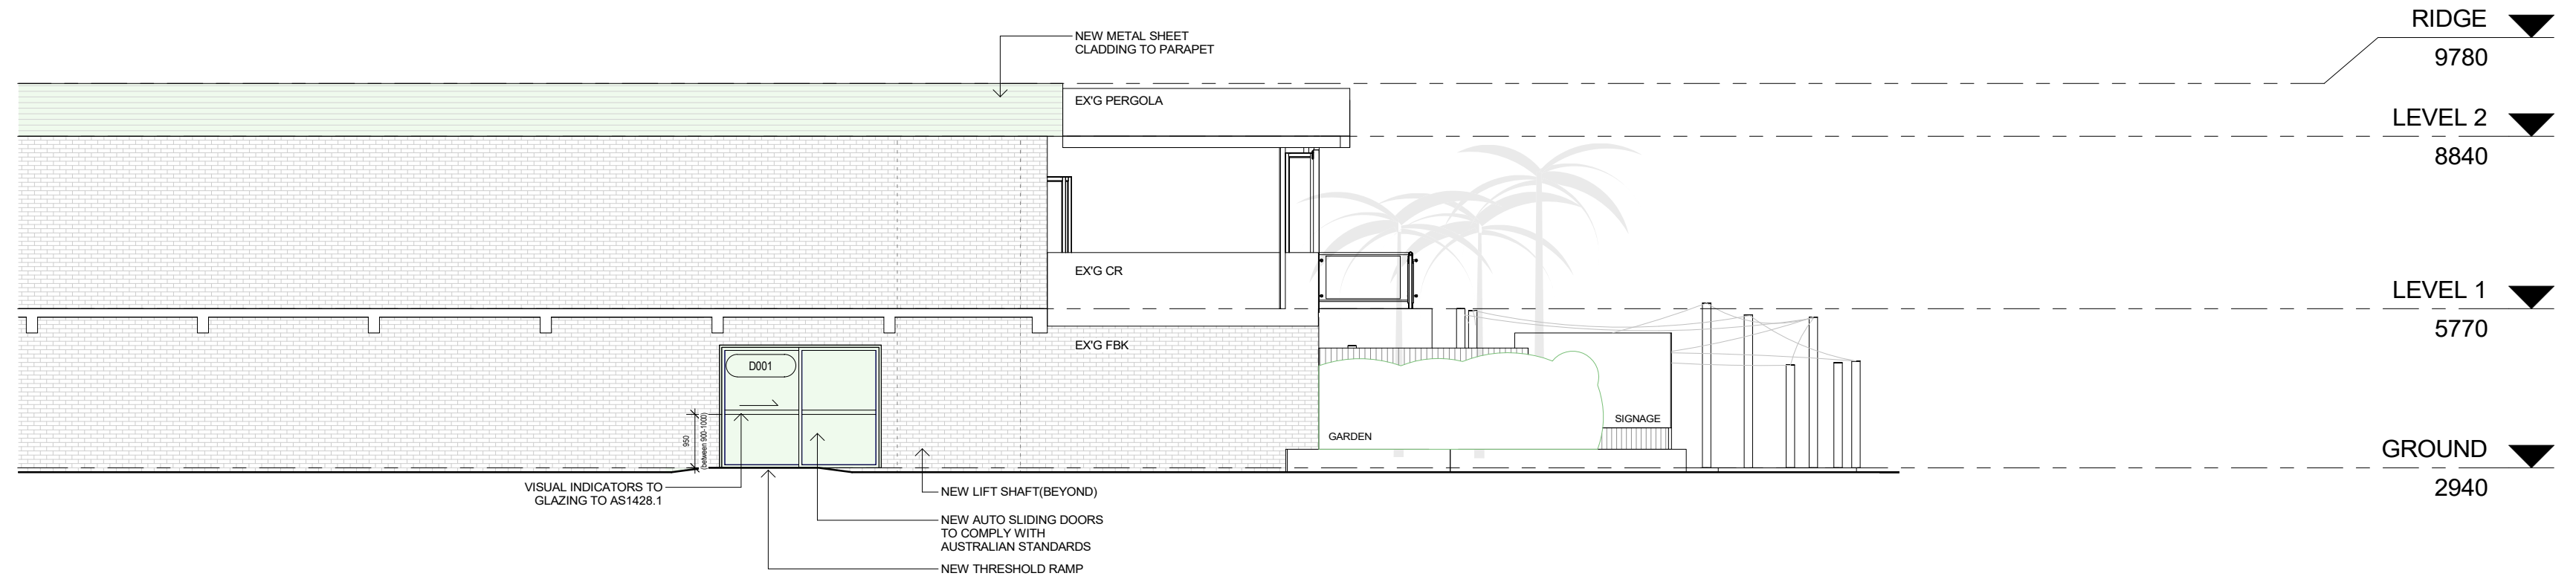 RIDGE
9780
NEW METAL SHEET
CLADDING TO PARAPET
EX'G PERGOLA
LEVEL 2
8840
EX'G CR
LEVEL 1
5770
EX'G FBK
D001
950
(between 900-1000)
SIGNAGE
GARDEN
GROUND
2940
VISUAL INDICATORS TO
GLAZING TO AS1428.1
NEW LIFT SHAFT(BEYOND)
NEW AUTO SLIDING DOORS
TO COMPLY WITH
AUSTRALIAN STANDARDS
NEW THRESHOLD RAMP